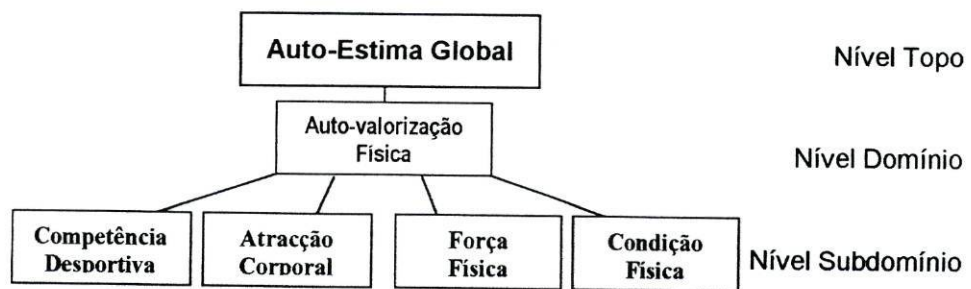 Auto-Estima Global
Nível Topo
Auto-valorização
Física
Nível Domínio
Competência
Desportiva
Atracção
Corporal
Força
Física
Condição
Física
Nível Subdomínio